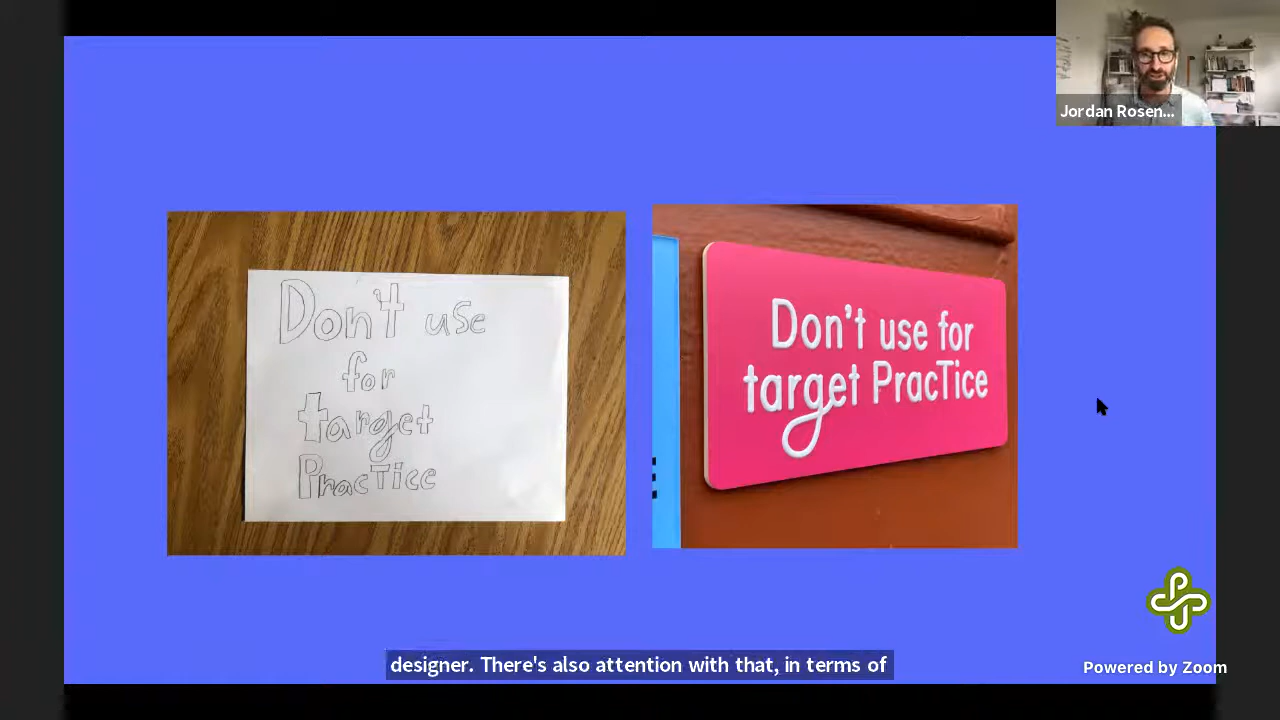 Jordan Rosen...
Don't use
for
target
Practice
Don't use for
target PracTice
designer. There's also attention with that, in terms of
Powered by Zoom